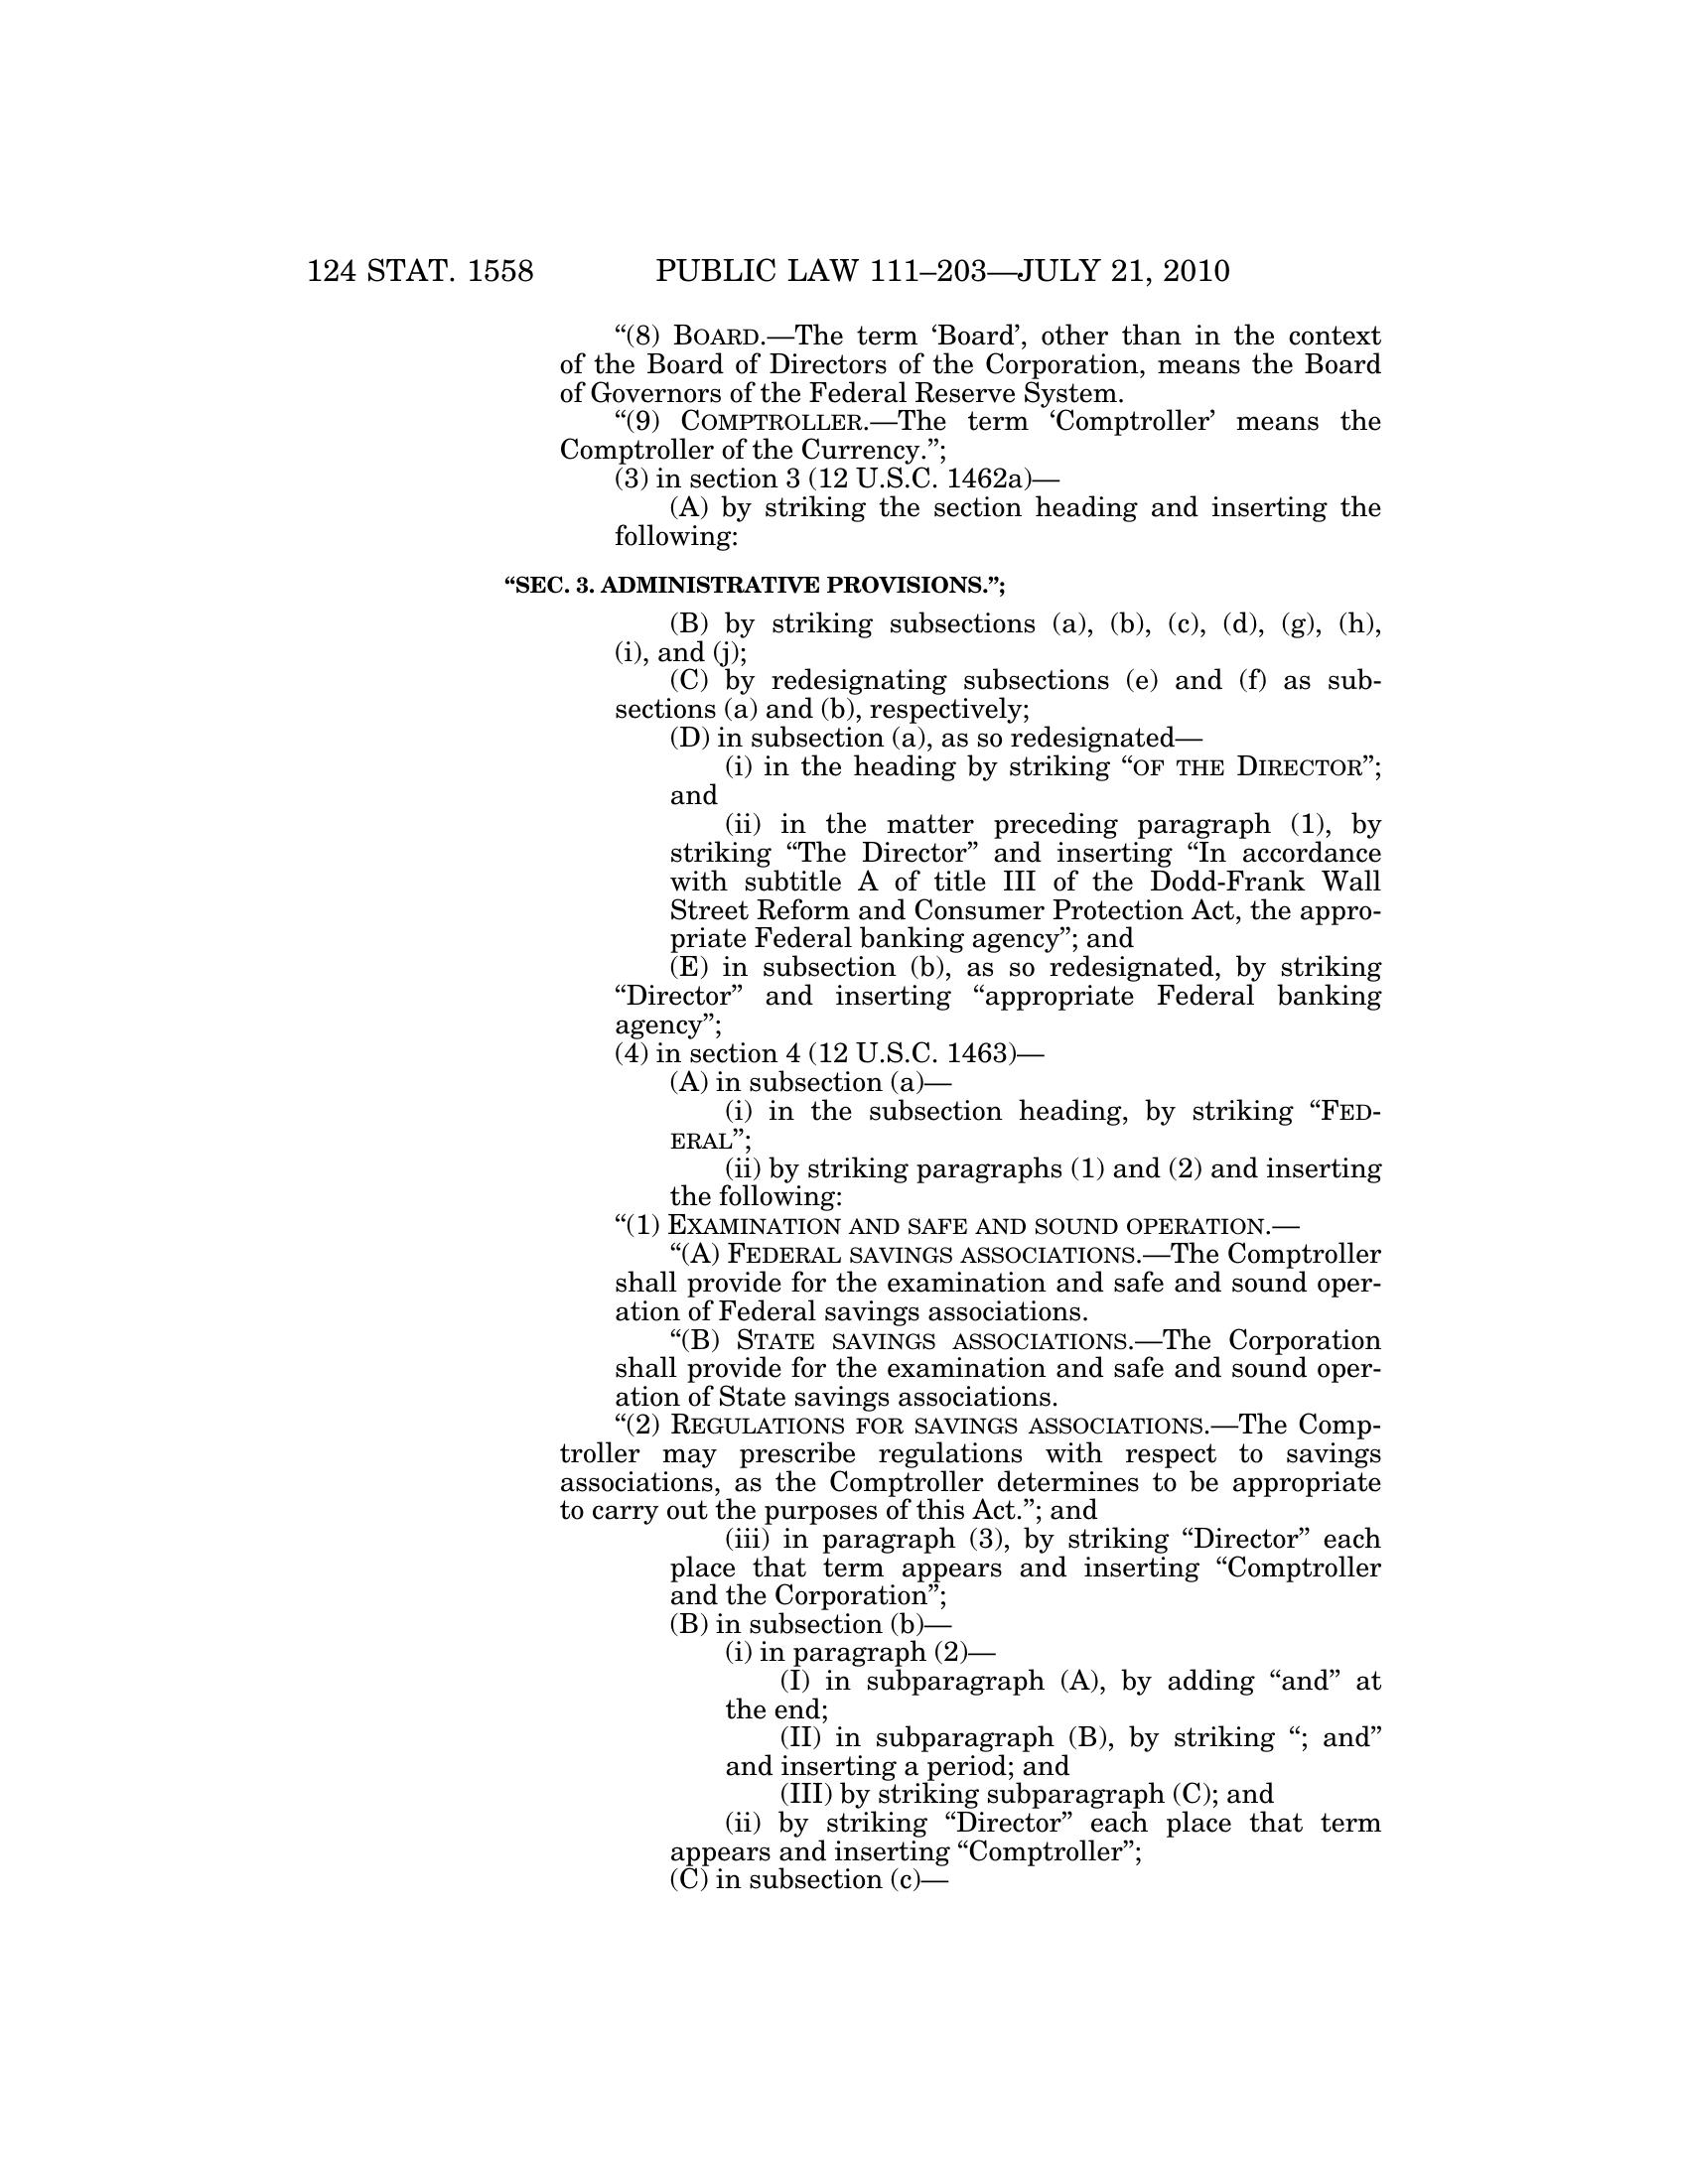 124 STAT. 1558 PUBLIC LAW 111–203—JULY 21, 2010
“(8) BOARD.—The term ‘Board’, other than in the context
of the Board of Directors of the Corporation, means the Board
of Governors of the Federal Reserve System.
“(9) COMPTROLLER.—The term ‘Comptroller’ means the
Comptroller of the Currency.”;
(3) in section 3 (12 U.S.C. 1462a)—
(A) by striking the section heading and inserting the
following:
“SEC. 3. ADMINISTRATIVE PROVISIONS.”;
(B) by striking subsections (a), (b), (c), (d), (g), (h),
(i), and (j);
(C) by redesignating subsections (e) and (f) as sub-
sections (a) and (b), respectively;
(D) in subsection (a), as so redesignated—
(i) in the heading by striking “OF THE DIRECTOR”;
and
(ii) in the matter preceding paragraph (1), by
striking “The Director” and inserting “In accordance
with subtitle A of title III of the Dodd-Frank Wall
Street Reform and Consumer Protection Act, the appro-
priate Federal banking agency”; and
(E) in subsection (b), as so redesignated, by striking
“Director” and inserting “appropriate Federal banking
agency”;
(4) in section 4 (12 U.S.C. 1463)—
(A) in subsection (a)—
(i) in the subsection heading, by striking “FED-
ERAL”;
(ii) by striking paragraphs (1) and (2) and inserting
the following:
“(1) EXAMINATION AND SAFE AND SOUND OPERATION.—
“(A) FEDERAL SAVINGS ASSOCIATIONS.—The Comptroller
shall provide for the examination and safe and sound oper-
ation of Federal savings associations.
“(B) STATE SAVINGS ASSOCIATIONS.—The Corporation
shall provide for the examination and safe and sound oper-
ation of State savings associations.
“(2) REGULATIONS FOR SAVINGS ASSOCIATIONS.—The Comp-
troller may prescribe regulations with respect to savings
associations, as the Comptroller determines to be appropriate
to carry out the purposes of this Act.”; and
(iii) in paragraph (3), by striking “Director” each
place that term appears and inserting “Comptroller
and the Corporation”;
(B) in subsection (b)—
(i) in paragraph (2)—
(I) in subparagraph (A), by adding “and” at
the end;
(II) in subparagraph (B), by striking “; and”
and inserting a period; and
(III) by striking subparagraph (C); and
(ii) by striking “Director” each place that term
appears and inserting “Comptroller”;
(C) in subsection (c)—